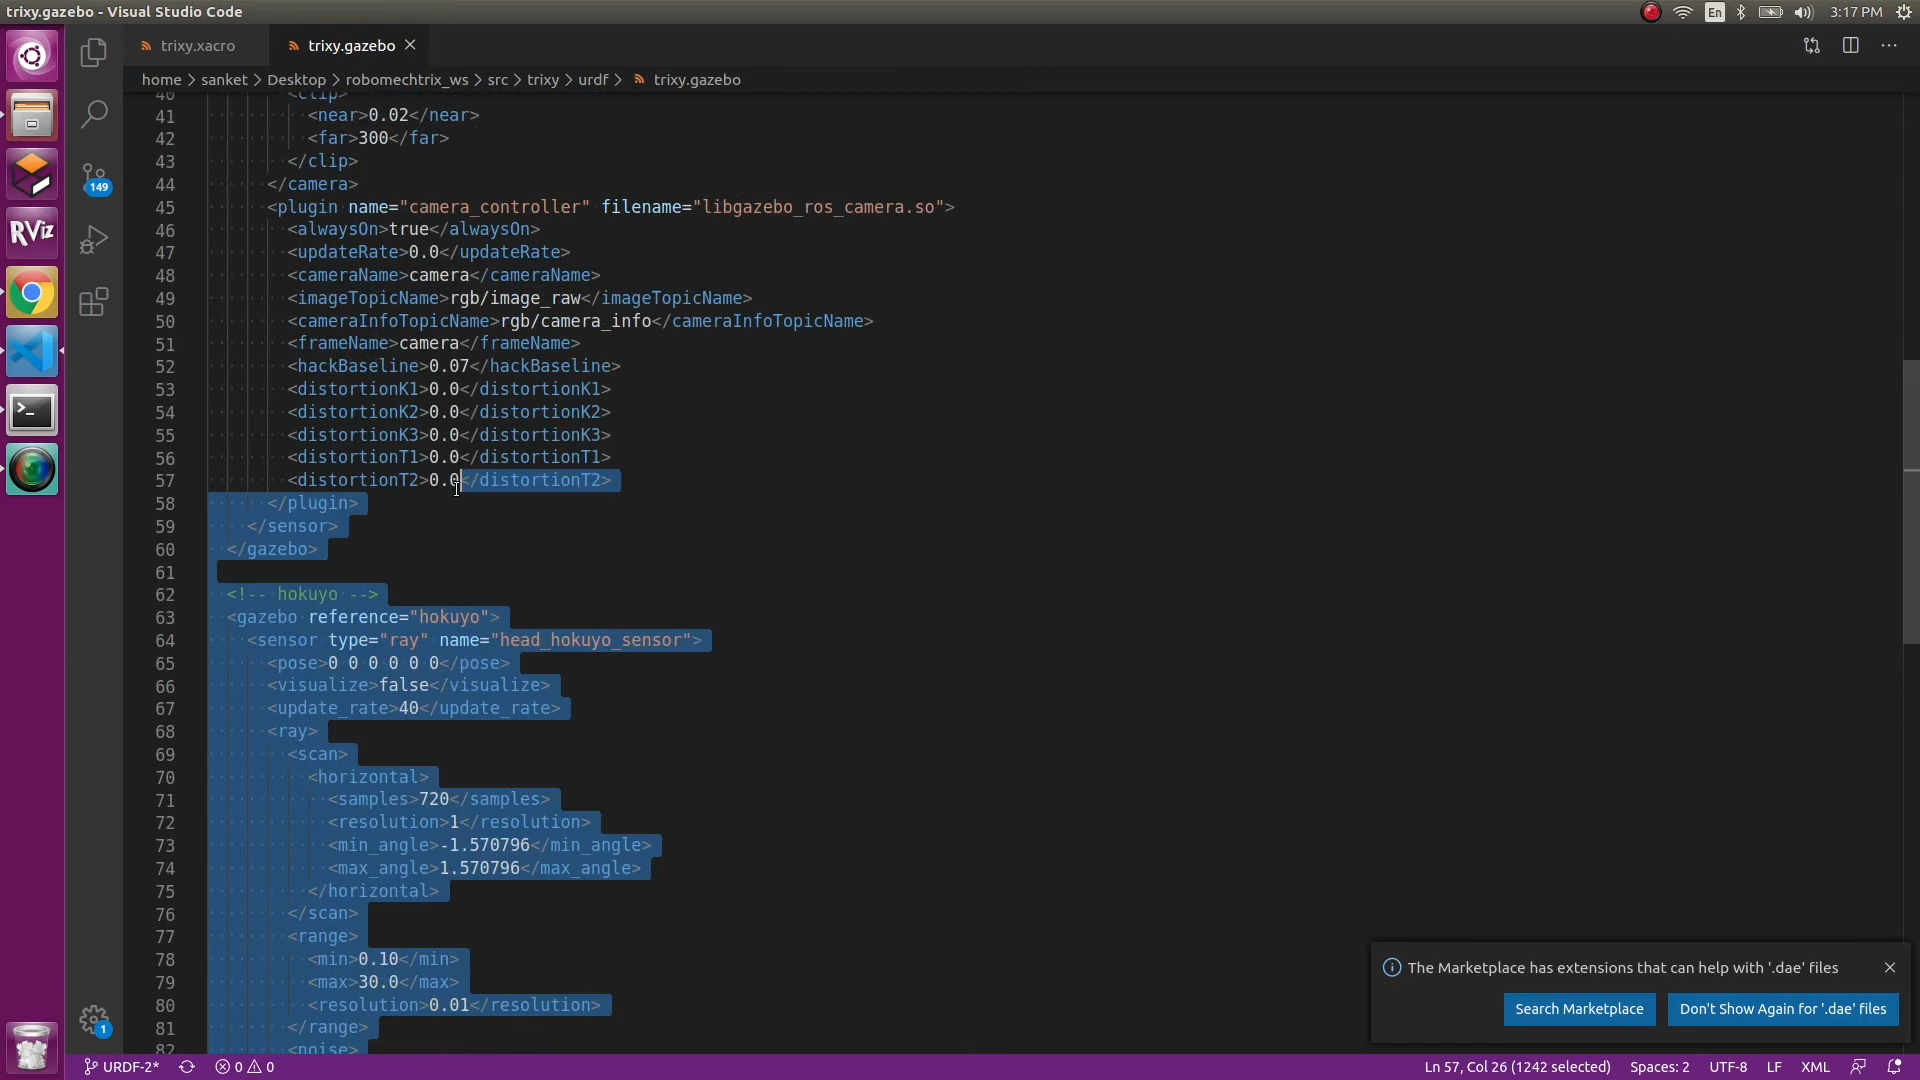 trixy.gazebo - Visual Studio Code
En
3:17 PM
trixy.xacro
trixy.gazebo
home > sanket > Desktop > robomechtrix_ws > src > trixy > urdf > trixy.gazebo
40 <clip>
41 <near>0.02</near>
42 <far>300</far>
43 </clip>
44 </camera>
45 <plugin name="camera_controller" filename="libgazebo_ros_camera.so">
46 <alwaysOn>true</alwaysOn>
47 <updateRate>0.0</updateRate>
48 <cameraName>camera</cameraName>
49 <imageTopicName>rgb/image_raw</imageTopicName>
50 <cameraInfoTopicName>rgb/camera_info</cameraInfoTopicName>
51 <frameName>camera</frameName>
52 <hackBaseline>0.07</hackBaseline>
53 <distortionK1>0.0</distortionK1>
54 <distortionK2>0.0</distortionK2>
55 <distortionK3>0.0</distortionK3>
56 <distortionT1>0.0</distortionT1>
57 <distortionT2>0.0</distortionT2>
58 </plugin>
59 </sensor>
60 </gazebo>
61
62 <!-- hokuyo -->
63 <gazebo reference="hokuyo">
64 <sensor type="ray" name="head_hokuyo_sensor">
65 <pose>0 0 0 0 0 0</pose>
66 <visualize>false</visualize>
67 <update_rate>40</update_rate>
68 <ray>
69 <scan>
70 <horizontal>
71 <samples>720</samples>
72 <resolution>1</resolution>
73 <min_angle>-1.570796</min_angle>
74 <max_angle>1.570796</max_angle>
75 </horizontal>
76 </scan>
77 <range>
78 <min>0.10</min>
79 <max>30.0</max>
80 <resolution>0.01</resolution>
81 </range>
82 <noise>
149
RViz
1
The Marketplace has extensions that can help with '.dae' files
Search Marketplace
Don't Show Again for '.dae' files
URDF-2*
0 0
Ln 57, Col 26 (1242 selected)
Spaces: 2
UTF-8
LF
XML